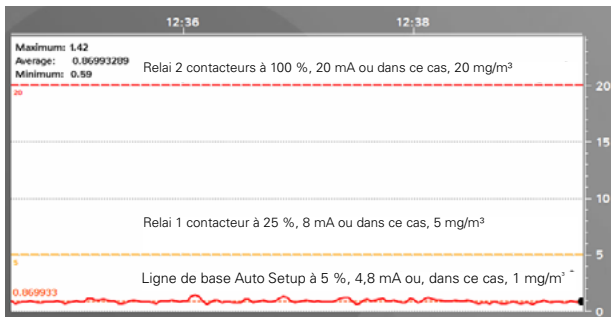 12:36 12:38
Maximum: 1.42
Average: 0.86993289
Minimum: 0.59
Relai 2 contacteurs à 100 %, 20 mA ou dans ce cas, 20 mg/m³
20
20
15
10
Relai 1 contacteur à 25 %, 8 mA ou dans ce cas, 5 mg/m³
5
5
Ligne de base Auto Setup à 5 %, 4,8 mA ou, dans ce cas, 1 mg/m³
0.869933
0